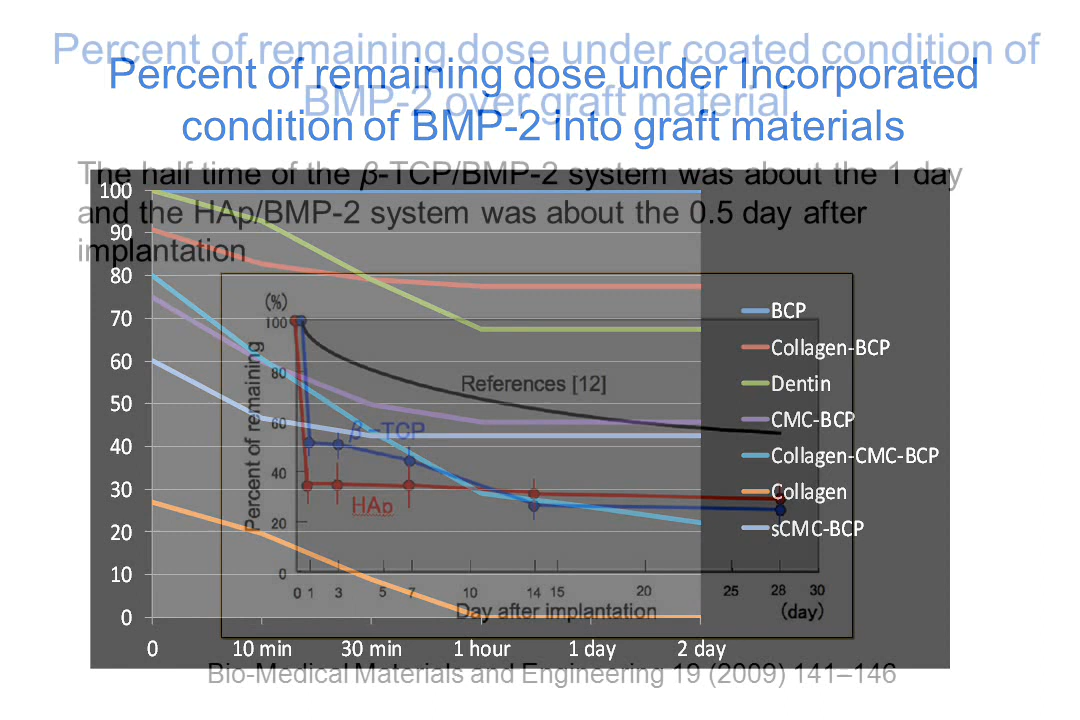 Percent of remaining dose under coated condition of
BMP-2 over graft material
Percent of remaining dose under Incorporated
condition of BMP-2 into graft materials
The half time of the β-TCP/BMP-2 system was about the 1 day
and the HAp/BMP-2 system was about the 0.5 day after
implantation
100
90
80
70
60
50
40
30
20
10
0
0 10 min 30 min 1 hour 1 day 2 day
BCP
Collagen-BCP
Dentin
CMC-BCP
Collagen-CMC-BCP
Collagen
sCMC-BCP
(%)
100
80
60
40
20
0
Percent of remaining
References [12]
β-TCP
HAp
0 1 3 5 7 10 14 15 20 25 28 30
Day after implantation
(day)
Bio-Medical Materials and Engineering 19 (2009) 141–146